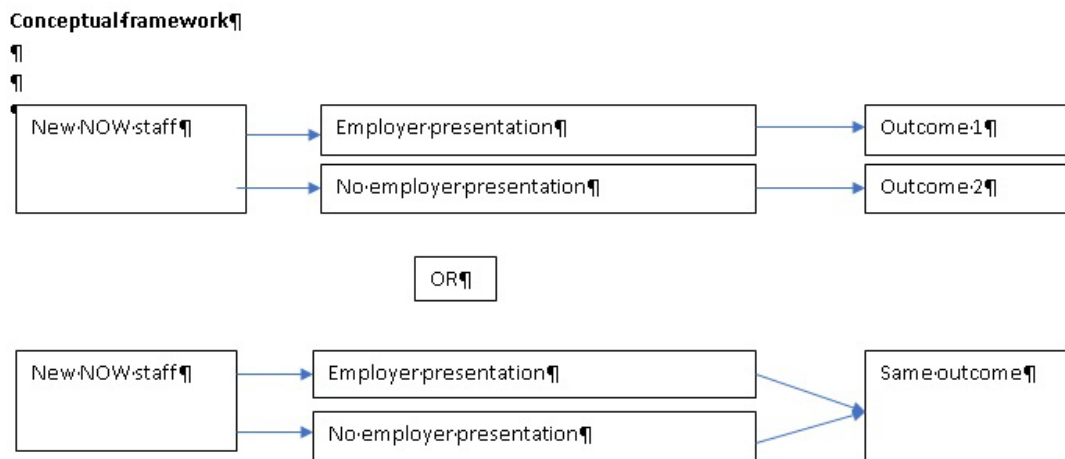 Conceptual framework¶
¶
¶
¶
New·NOW·staff¶
Employer·presentation¶
Outcome·1¶
No·employer·presentation¶
Outcome·2¶
OR¶
New·NOW·staff¶
Employer·presentation¶
Same·outcome¶
No·employer·presentation¶